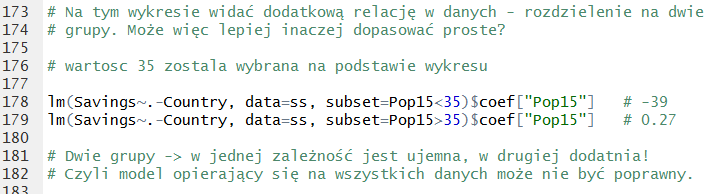 173 # Na tym wykresie widać dodatkową relację w danych - rozdzielenie na dwie
174 # grupy. Może więc lepiej inaczej dopasować proste?
175
176 # wartosc 35 zostala wybrana na podstawie wykresu
177
178 lm(Savings~.-Country, data=ss, subset=Pop15<35)$coef["Pop15"] # -39
179 lm(Savings~.-Country, data=ss, subset=Pop15>35)$coef["Pop15"] # 0.27
180
181 # Dwie grupy -> w jednej zależność jest ujemna, w drugiej dodatnia!
182 # Czyli model opierający się na wszystkich danych może nie być poprawny.
183